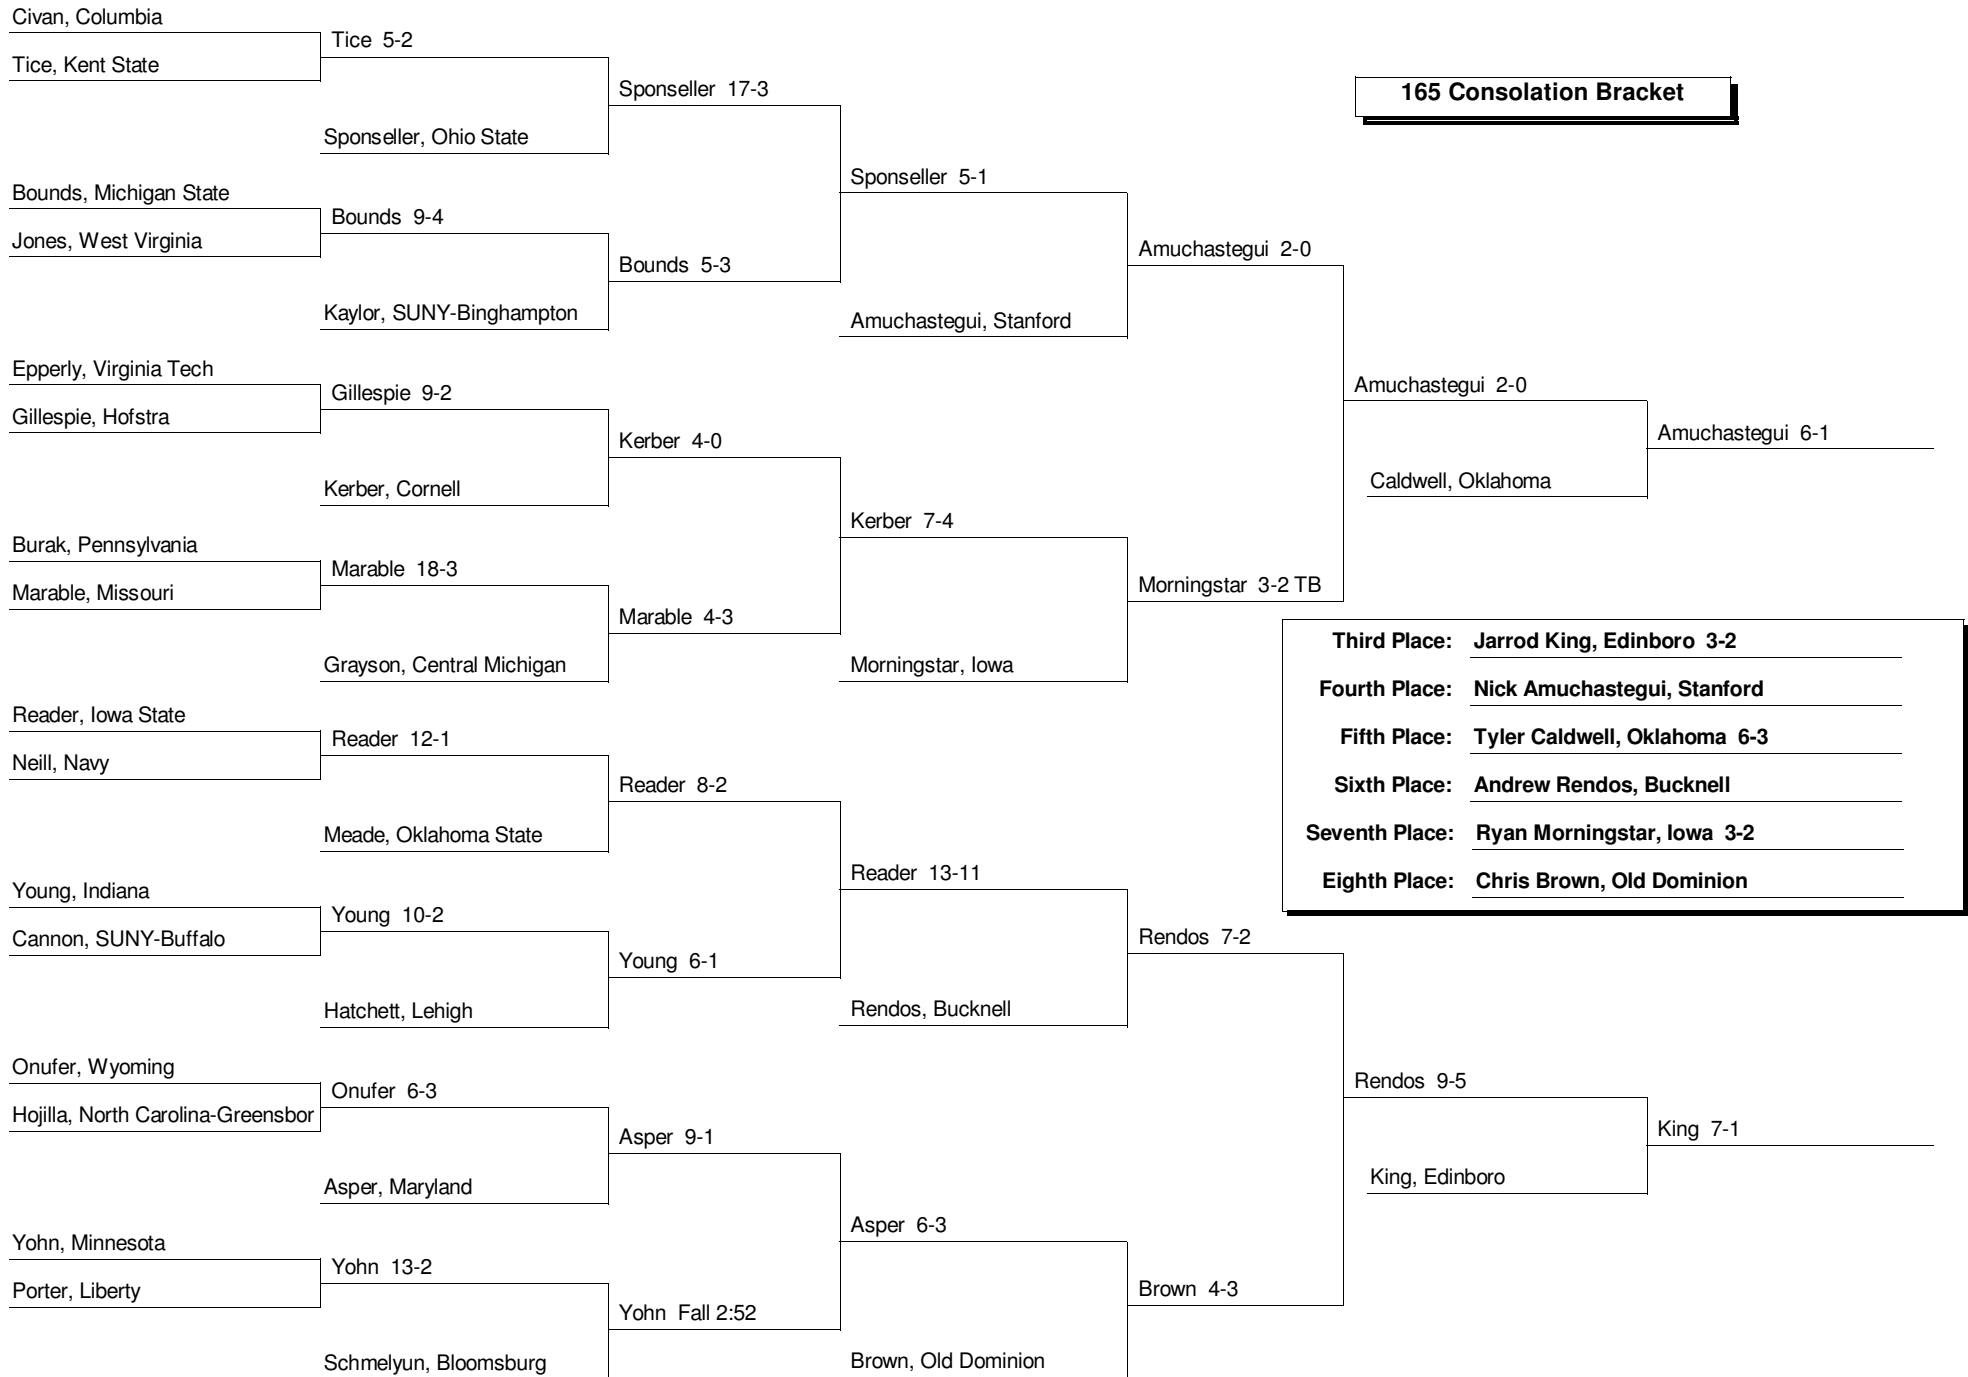 Civan, Columbia
Tice 5-2
Tice, Kent State
Sponseller 17-3
165 Consolation Bracket
Sponseller, Ohio State
Sponseller 5-1
Bounds, Michigan State
Bounds 9-4
Jones, West Virginia
Amuchastegui 2-0
Bounds 5-3
Kaylor, SUNY-Binghampton
Amuchastegui, Stanford
Epperly, Virginia Tech
Amuchastegui 2-0
Gillespie 9-2
Gillespie, Hofstra
Amuchastegui 6-1
Kerber 4-0
Caldwell, Oklahoma
Kerber, Cornell
Kerber 7-4
Burak, Pennsylvania
Marable 18-3
Morningstar 3-2 TB
Marable, Missouri
Marable 4-3
Third Place: Jarrod King, Edinboro 3-2
Grayson, Central Michigan
Morningstar, Iowa
Fourth Place: Nick Amuchastegui, Stanford
Reader, Iowa State
Reader 12-1
Fifth Place: Tyler Caldwell, Oklahoma 6-3
Neill, Navy
Reader 8-2
Sixth Place: Andrew Rendos, Bucknell
Meade, Oklahoma State
Seventh Place: Ryan Morningstar, Iowa 3-2
Reader 13-11
Eighth Place: Chris Brown, Old Dominion
Young, Indiana
Young 10-2
Cannon, SUNY-Buffalo
Rendos 7-2
Young 6-1
Hatchett, Lehigh
Rendos, Bucknell
Onufer, Wyoming
Rendos 9-5
Onufer 6-3
Hojilla, North Carolina-Greensbor
King 7-1
Asper 9-1
King, Edinboro
Asper, Maryland
Asper 6-3
Yohn, Minnesota
Yohn 13-2
Porter, Liberty
Brown 4-3
Yohn Fall 2:52
Schmelyun, Bloomsburg
Brown, Old Dominion